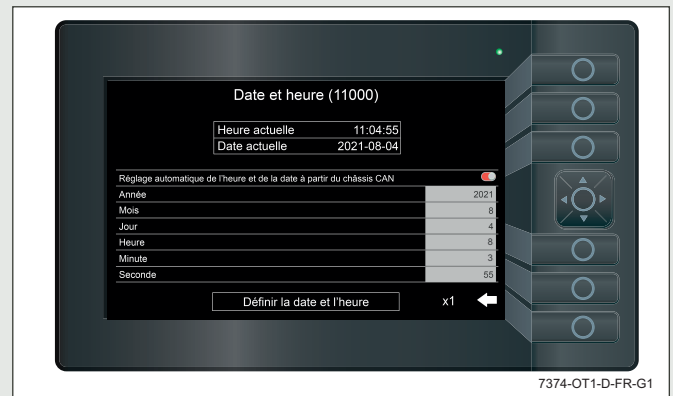 Date et heure (11000)
Heure actuelle 11:04:55
Date actuelle 2021-08-04
Réglage automatique de l'heure et de la date à partir du châssis CAN
Année 2021
Mois 8
Jour 4
Heure 8
Minute 3
Seconde 55
Définir la date et l'heure x1
7374-OT1-D-FR-G1